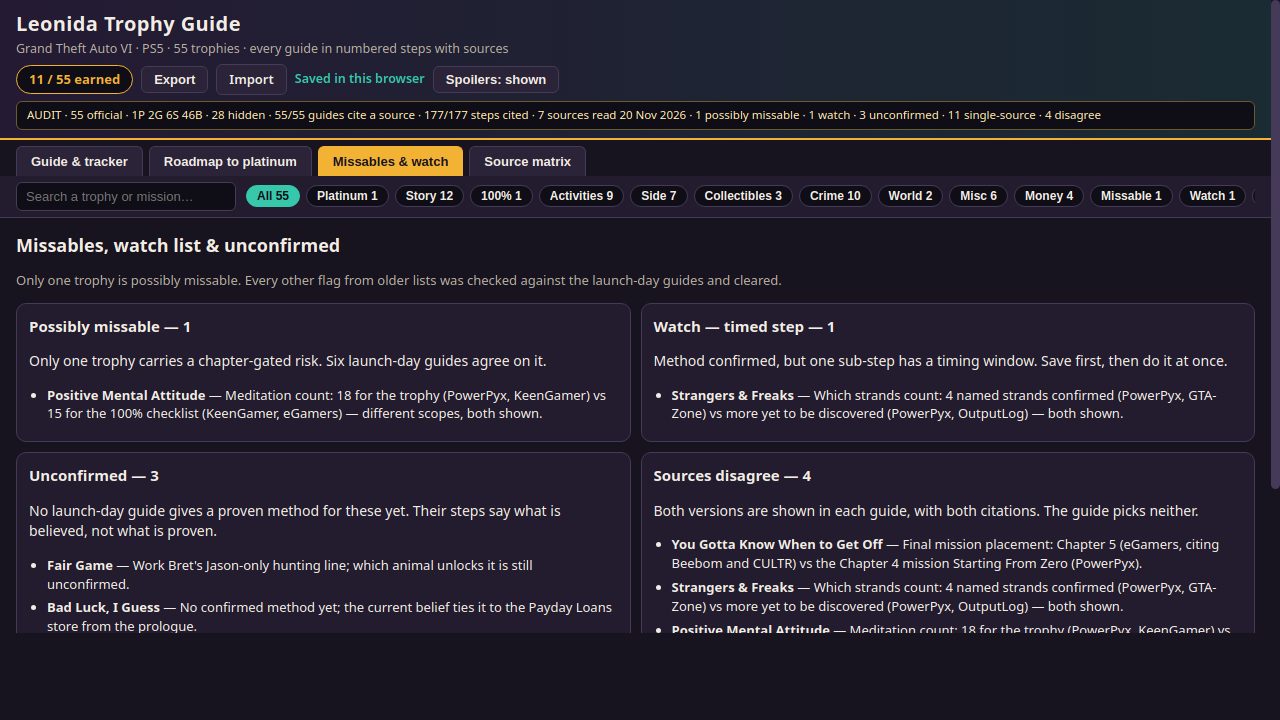 Leonida Trophy Guide
Grand Theft Auto VI · PS5 · 55 trophies · every guide in numbered steps with sources
11 / 55 earned
Export
Import
Saved in this browser
Spoilers: shown
AUDIT · 55 official · 1P 2G 6S 46B · 28 hidden · 55/55 guides cite a source · 177/177 steps cited · 7 sources read 20 Nov 2026 · 1 possibly missable · 1 watch · 3 unconfirmed · 11 single-source · 4 disagree
Guide & tracker
Roadmap to platinum
Missables & watch
Source matrix
Search a trophy or mission…
All 55
Platinum 1
Story 12
100% 1
Activities 9
Side 7
Collectibles 3
Crime 10
World 2
Misc 6
Money 4
Missable 1
Watch 1
Missables, watch list & unconfirmed
Only one trophy is possibly missable. Every other flag from older lists was checked against the launch-day guides and cleared.
Possibly missable — 1
Only one trophy carries a chapter-gated risk. Six launch-day guides agree on it.
Positive Mental Attitude — Meditation count: 18 for the trophy (PowerPyx, KeenGamer) vs
15 for the 100% checklist (KeenGamer, eGamers) — different scopes, both shown.
Watch — timed step — 1
Method confirmed, but one sub-step has a timing window. Save first, then do it at once.
Strangers & Freaks — Which strands count: 4 named strands confirmed (PowerPyx, GTA-
Zone) vs more yet to be discovered (PowerPyx, OutputLog) — both shown.
Unconfirmed — 3
No launch-day guide gives a proven method for these yet. Their steps say what is
believed, not what is proven.
Fair Game — Work Bret's Jason-only hunting line; which animal unlocks it is still
unconfirmed.
Bad Luck, I Guess — No confirmed method yet; the current belief ties it to the Payday Loans
store from the prologue.
Sources disagree — 4
Both versions are shown in each guide, with both citations. The guide picks neither.
You Gotta Know When to Get Off — Final mission placement: Chapter 5 (eGamers, citing
Beebom and CULTR) vs the Chapter 4 mission Starting From Zero (PowerPyx).
Strangers & Freaks — Which strands count: 4 named strands confirmed (PowerPyx, GTA-
Zone) vs more yet to be discovered (PowerPyx, OutputLog) — both shown.
Positive Mental Attitude — Meditation count: 18 for the trophy (PowerPyx, KeenGamer) vs